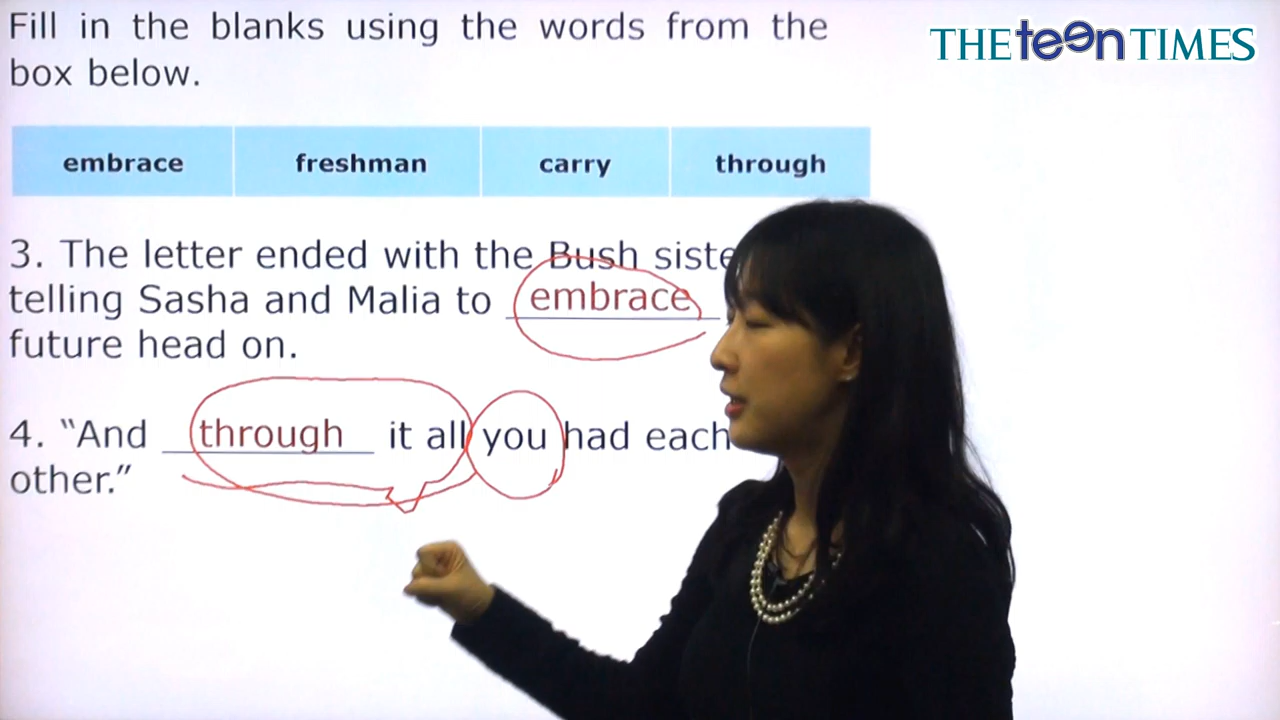 THE teen TIMES
Fill in the blanks using the words from the
box below.
embrace freshman carry through
3. The letter ended with the Bush siste
telling Sasha and Malia to embrace
future head on.
4. “And through it all you had each
other.”